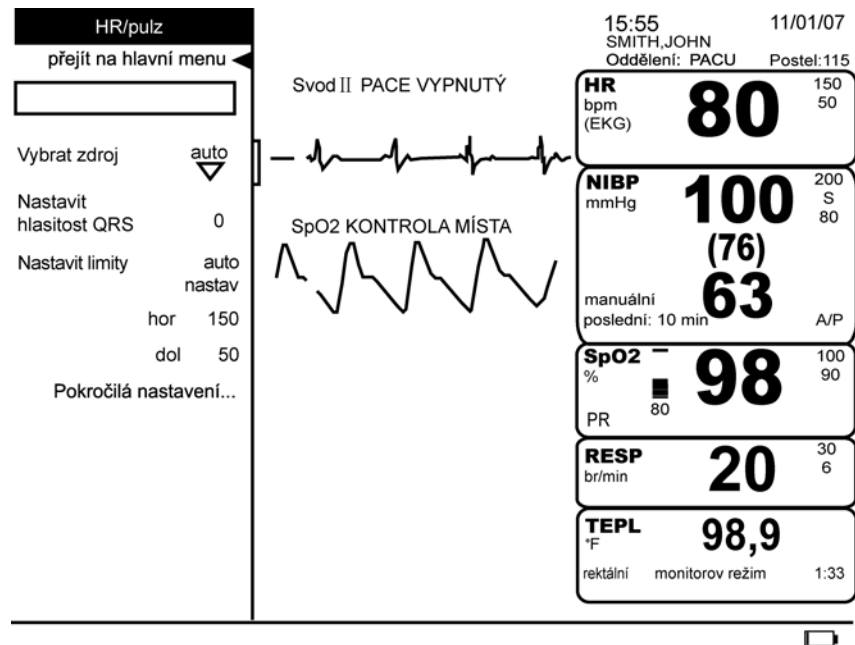 HR/pulz
přejít na hlavní menu
Vybrat zdroj auto
Nastavit
hlasitost QRS 0
Nastavit limity auto
nastav
hor 150
dol 50
Pokročilá nastavení...
Svod II PACE VYPNUTÝ
SpO2 KONTROLA MÍSTA
15:55 11/01/07
SMITH,JOHN
Oddělení: PACU Postel:115
HR 80 150
bpm 50
(EKG)
NIBP 100 200
mmHg S
80
(76)
63
manuální
poslední: 10 min A/P
SpO2 98 100
% 90
PR 80
RESP 20 30
br/min 6
TEPL 98,9
°F
rektální monitorov režim 1:33